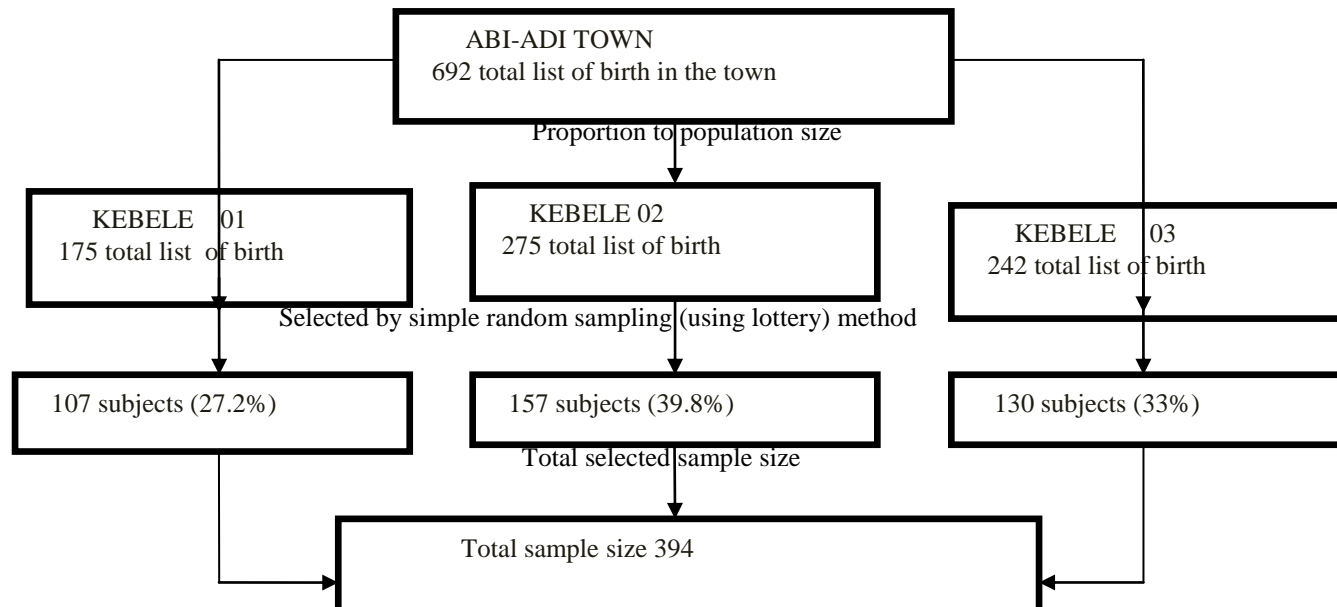 ABI-ADI TOWN
692 total list of birth in the town
Proportion to population size
KEBELE 01
175 total list of birth
KEBELE 02
275 total list of birth
KEBELE 03
242 total list of birth
Selected by simple random sampling (using lottery) method
107 subjects (27.2%)
157 subjects (39.8%)
130 subjects (33%)
Total selected sample size
Total sample size 394